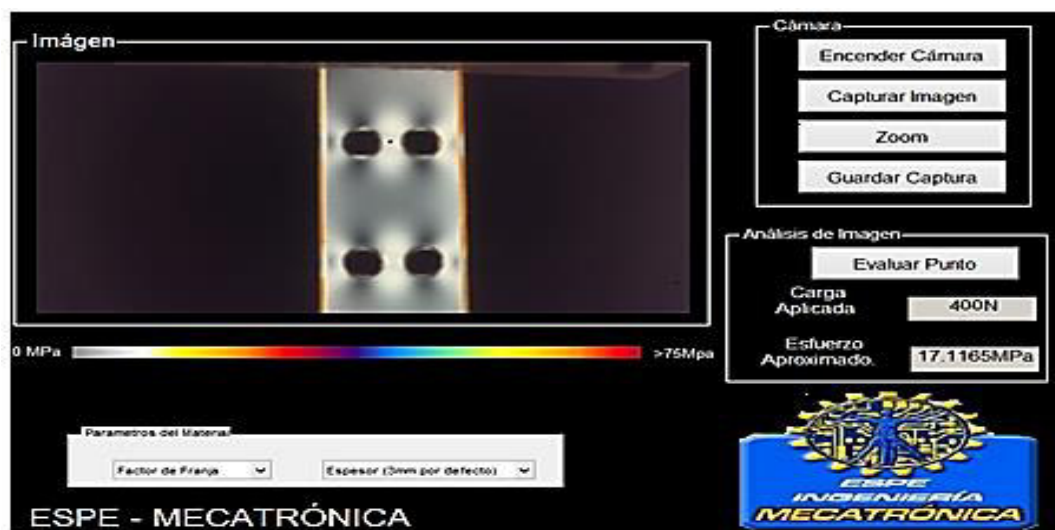 Imágen
Cámara
Encender Cámara
Capturar Imagen
Zoom
Guardar Captura
Análisis de Imagen
Evaluar Punto
Carga
Aplicada
400N
Esfuerzo
Aproximado.
17.1165MPa
0 MPa
>75Mpa
Parametros del Material
Factor de Franja
Espesor (3mm por defecto)
ESPE - MECATRÓNICA
ESPE
INGENIERÍA
MECATRÓNICA